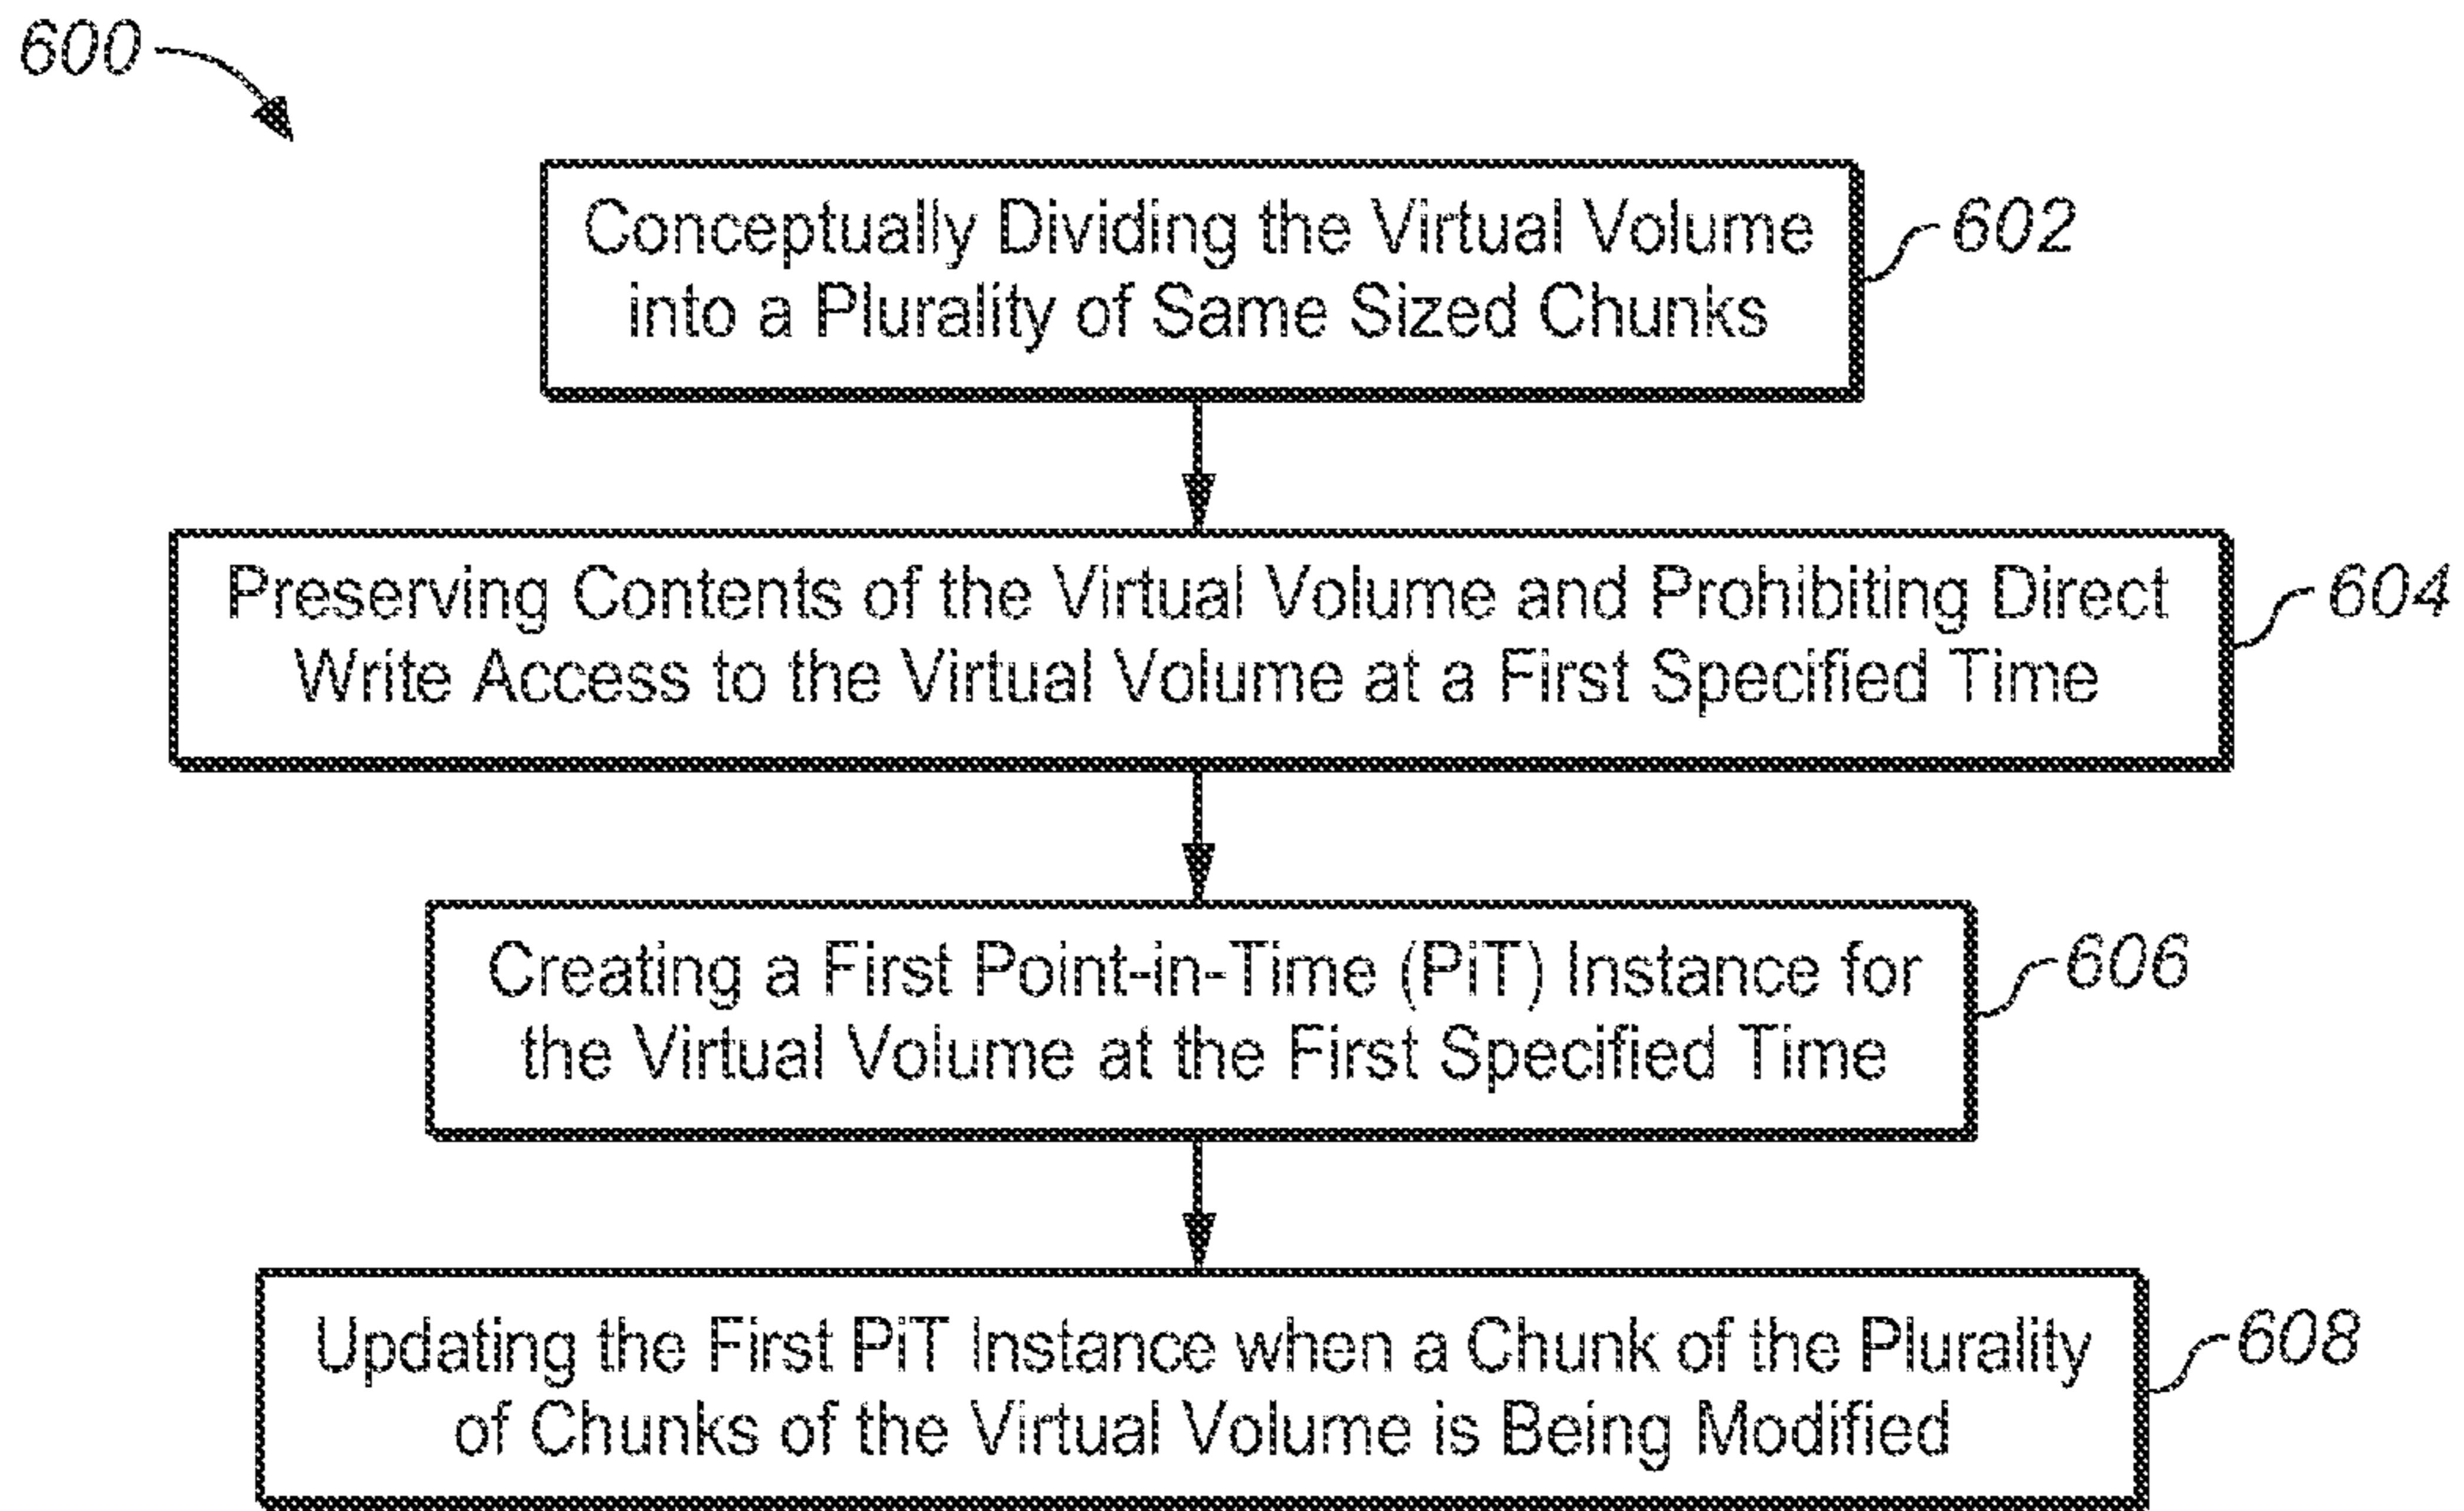 600
Conceptually Dividing the Virtual Volume
into a Plurality of Same Sized Chunks
602
Preserving Contents of the Virtual Volume and Prohibiting Direct
Write Access to the Virtual Volume at a First Specified Time
604
Creating a First Point-in-Time (PiT) Instance for
the Virtual Volume at the First Specified Time
606
Updating the First PiT Instance when a Chunk of the Plurality
of Chunks of the Virtual Volume is Being Modified
608